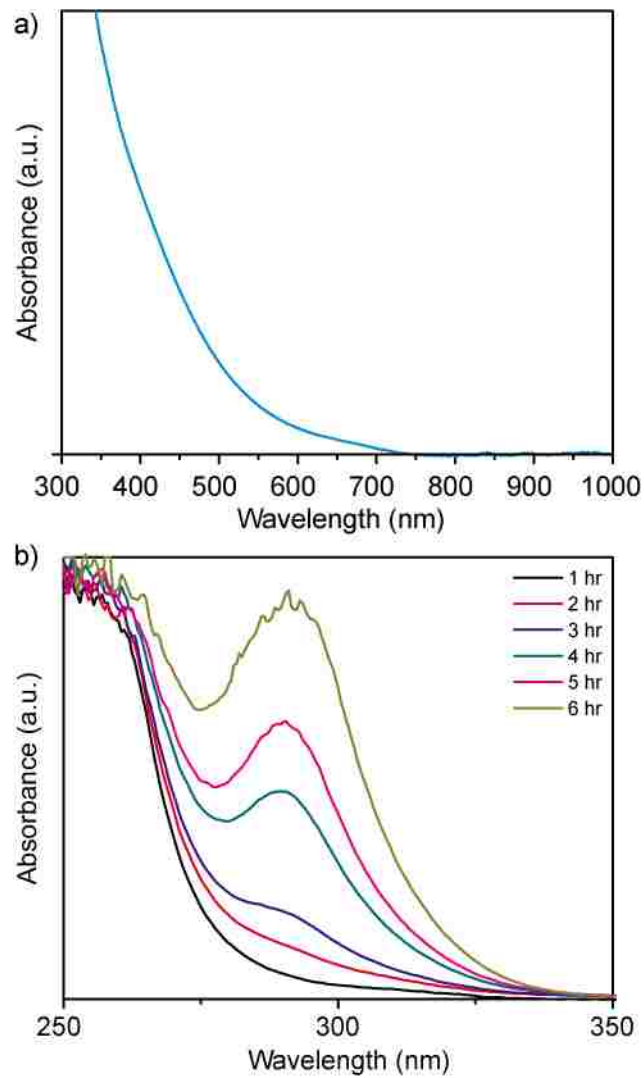 a)
Absorbance (a.u.)
300 400 500 600 700 800 900 1000
Wavelength (nm)
b)
1 hr
2 hr
3 hr
4 hr
5 hr
6 hr
Absorbance (a.u.)
250 300 350
Wavelength (nm)